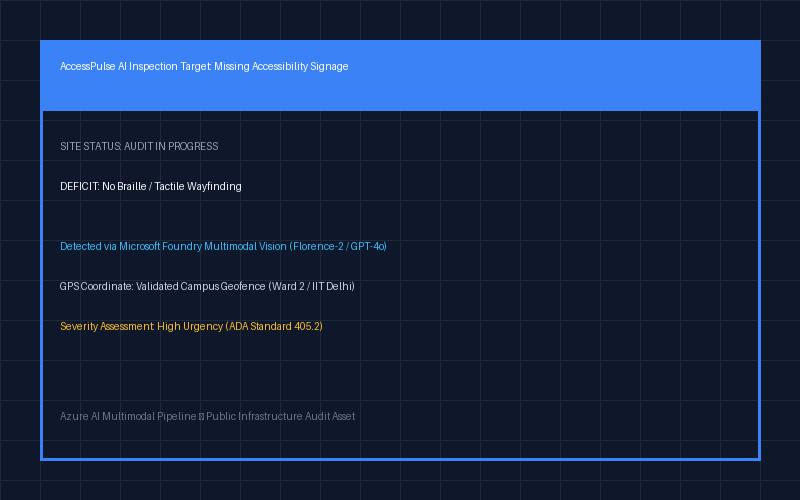 AccessPulse AI Inspection Target: Missing Accessibility Signage
SITE STATUS: AUDIT IN PROGRESS
DEFICIT: No Braille / Tactile Wayfinding
Detected via Microsoft Foundry Multimodal Vision (Florence-2 / GPT-4o)
GPS Coordinate: Validated Campus Geofence (Ward 2 / IIT Delhi)
Severity Assessment: High Urgency (ADA Standard 405.2)
Azure AI Multimodal Pipeline Public Infrastructure Audit Asset